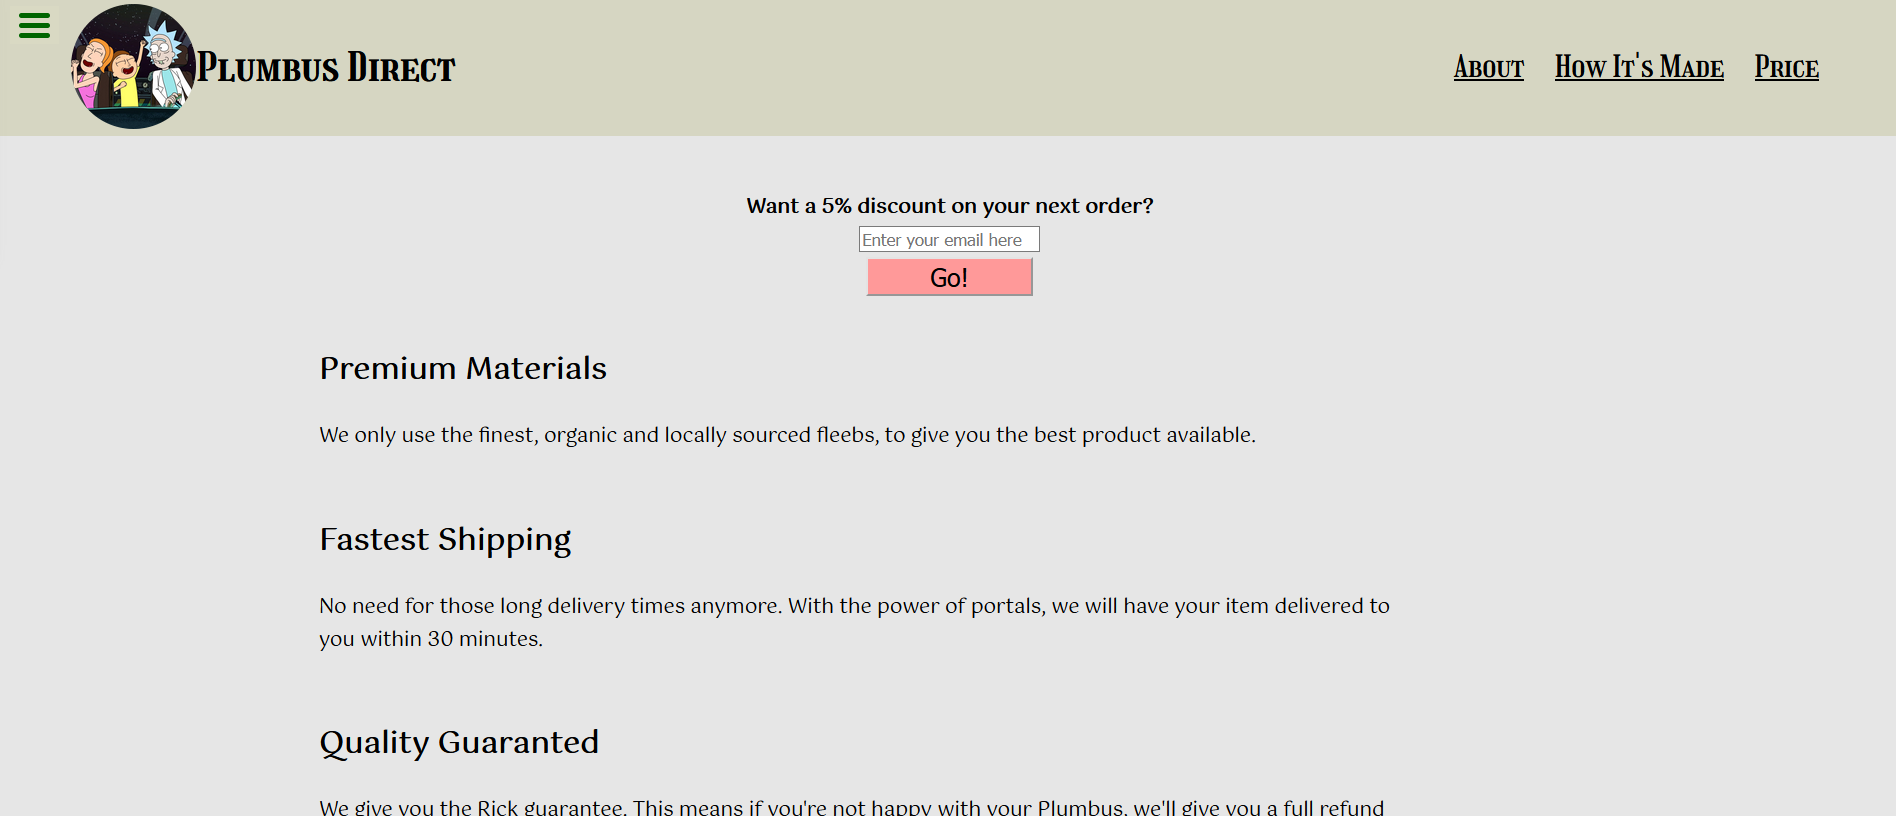 Plumbus Direct
About
How It's Made
Price
Want a 5% discount on your next order?
Enter your email here
Go!
Premium Materials
We only use the finest, organic and locally sourced fleebs, to give you the best product available.
Fastest Shipping
No need for those long delivery times anymore. With the power of portals, we will have your item delivered to
you within 30 minutes.
Quality Guaranted
We give you the Rick guarantee. This means if you're not happy with your Plumbus, we'll give you a full refund